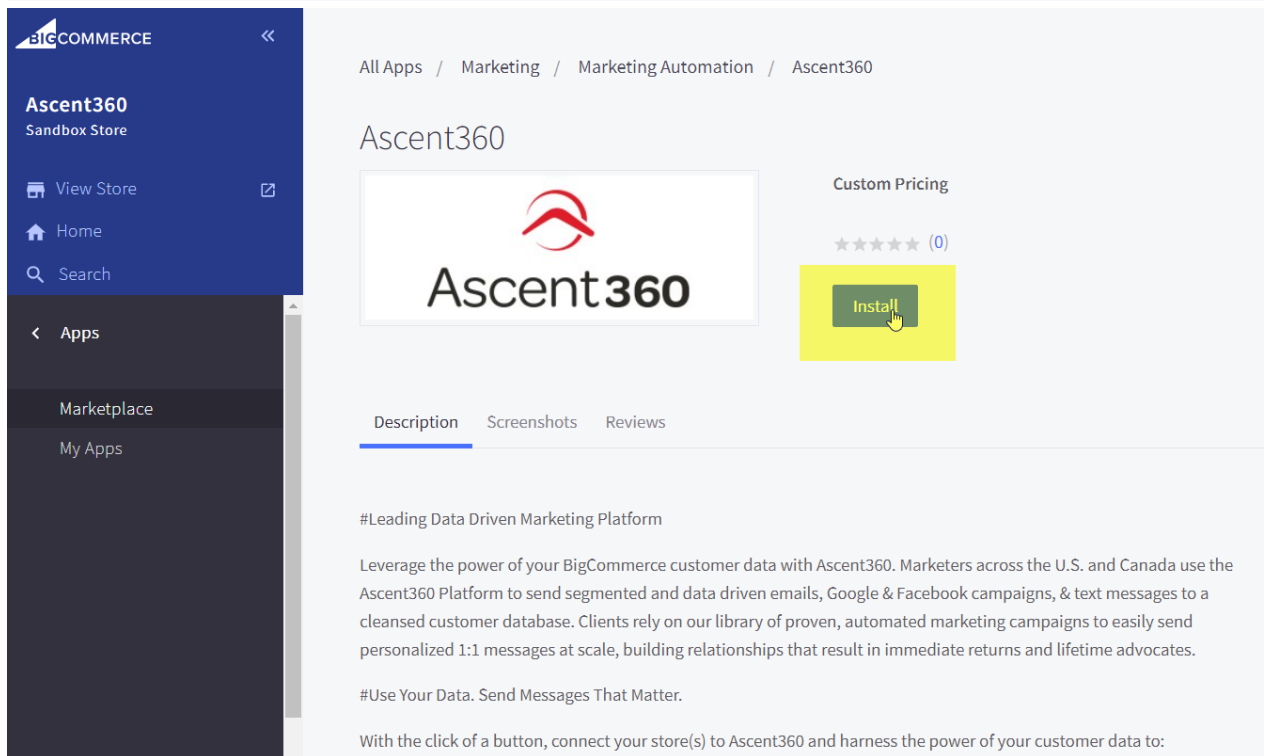 BIGCOMMERCE
Ascent360
Sandbox Store
View Store
Home
Search
Apps
Marketplace
My Apps
All Apps / Marketing / Marketing Automation / Ascent360
Ascent360
Ascent360
Custom Pricing
(0)
Install
Description Screenshots Reviews
#Leading Data Driven Marketing Platform
Leverage the power of your BigCommerce customer data with Ascent360. Marketers across the U.S. and Canada use the
Ascent360 Platform to send segmented and data driven emails, Google & Facebook campaigns, & text messages to a
cleansed customer database. Clients rely on our library of proven, automated marketing campaigns to easily send
personalized 1:1 messages at scale, building relationships that result in immediate returns and lifetime advocates.
#Use Your Data. Send Messages That Matter.
With the click of a button, connect your store(s) to Ascent360 and harness the power of your customer data to: